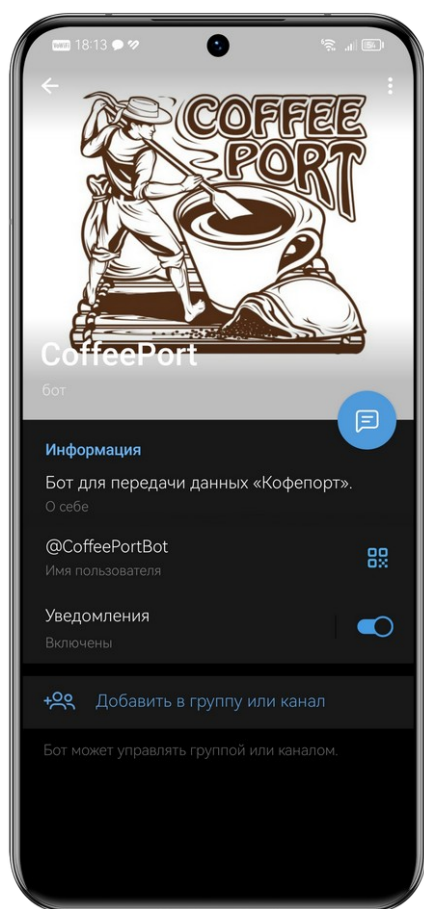 18:13
COFFEE
PORT
CoffeePort
бот
Информация
Бот для передачи данных «Кофепорт».
О себе
@CoffeePortBot
Имя пользователя
Уведомления
Включены
Добавить в группу или канал
Бот может управлять группой или каналом.